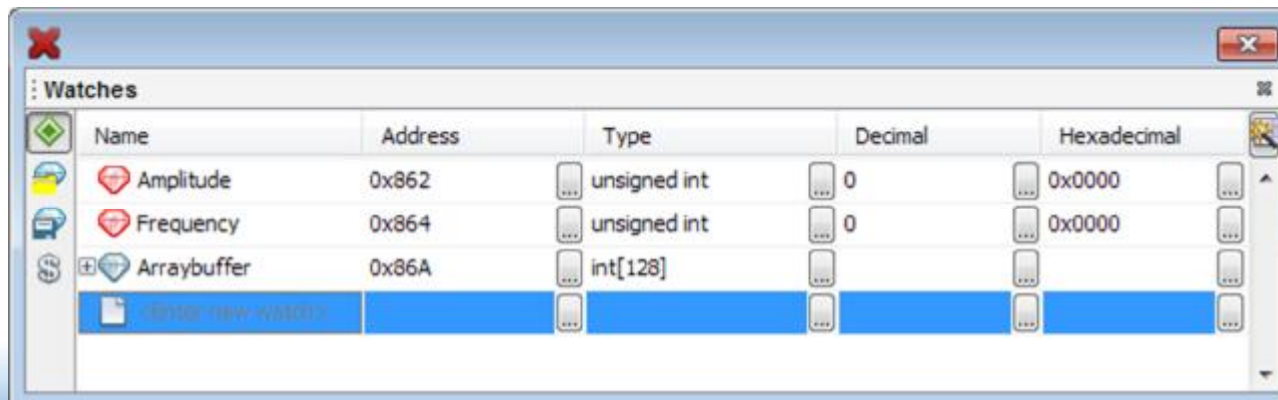 Watches
Name Address Type Decimal Hexadecimal
Amplitude 0x862 ... unsigned int ... 0 ... 0x0000 ...
Frequency 0x864 ... unsigned int ... 0 ... 0x0000 ...
Arraybuffer 0x86A ... int[128] ... ... ...
<Enter new watch> ... ... ... ...